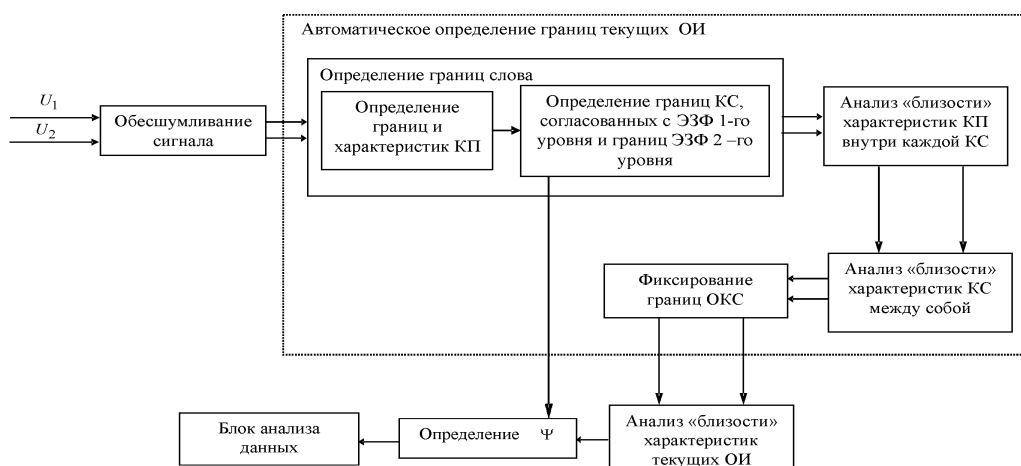 Автоматическое определение границ текущих ОИ
Определение границ слова
U1
U2
Обесшумливание
сигнала
Определение
границ и
характеристик КП
Определение границ КС,
согласованных с ЭЗФ 1-го
уровня и границ ЭЗФ 2 –го
уровня
Анализ «близости»
характеристик КП
внутри каждой КС
Анализ «близости»
характеристик КС
между собой
Фиксирование
границ ОКС
Анализ «близости»
характеристик
текущих ОИ
Определение Ψ
Блок анализа
данных